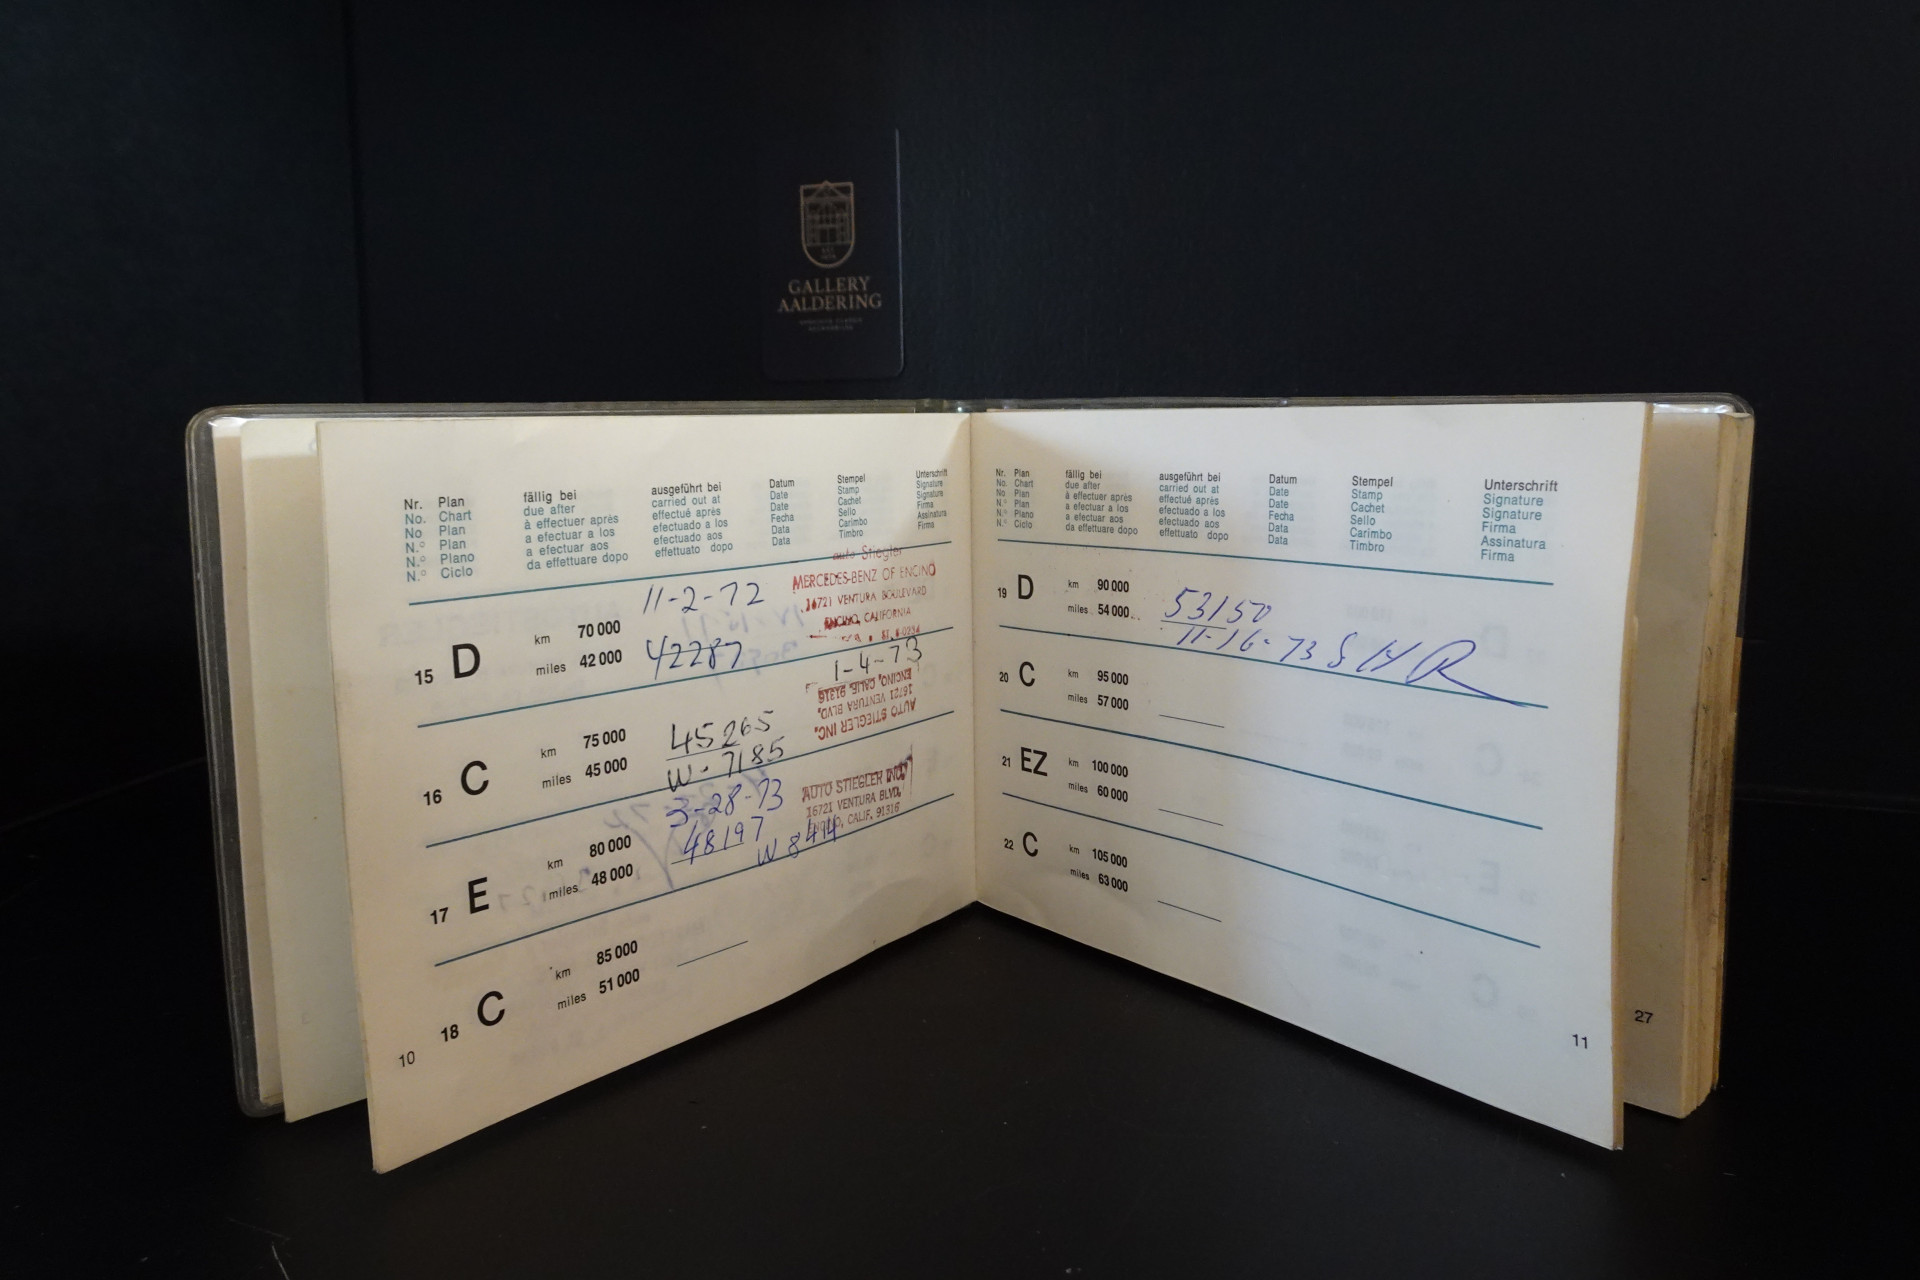 GALLERY
AALDERING
Nr. Plan fällig bei ausgeführt bei Datum Stempel Unterschrift
No. Chart due after carried out at Date Stamp Signature
No Plan à effectuer après effectué après Date Cachet Signature
N.° Plan a efectuar a los efectuado a los Fecha Sello Firma
N.° Plano a efectuar aos efectuado aos Data Carimbo Assinatura
N.° Ciclo da effettuare dopo effettuato dopo Data Timbro Firma
auto Stiegler
MERCEDES-BENZ OF ENCINO
16721 VENTURA BOULEVARD
ENCINO, CALIFORNIA
11-2-72
15 D km 70 000
miles 42 000 42287
1-4-73
AUTO STIEGLER INC.
16721 VENTURA BLVD.
ENCINO, CALIF. 91316
16 C km 75 000 45265
miles 45 000 W-7185
3-28-73
AUTO STIEGLER INC.
16721 VENTURA BLVD.
ENCINO, CALIF. 91316
17 E km 80 000 48197
miles 48 000 W 8414
18 C km 85 000
miles 51 000
10
Nr. Plan fällig bei ausgeführt bei Datum Stempel Unterschrift
No. Chart due after carried out at Date Stamp Signature
No Plan à effectuer après effectué après Date Cachet Signature
N.° Plan a efectuar a los efectuado a los Fecha Sello Firma
N.° Plano a efectuar aos efectuado aos Data Carimbo Assinatura
N.° Ciclo da effettuare dopo effettuato dopo Data Timbro Firma
19 D km 90 000
miles 54 000 53150
11-16-73
20 C km 95 000
miles 57 000
21 EZ km 100 000
miles 60 000
22 C km 105 000
miles 63 000
11
27